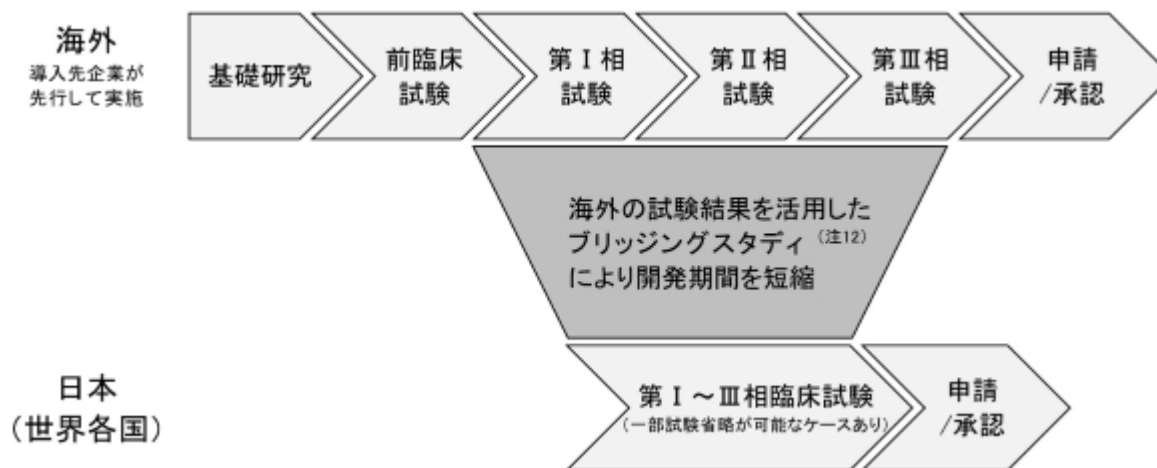 海外
導入先企業が
先行して実施
基礎研究
前臨床
試験
第Ⅰ相
試験
第Ⅱ相
試験
第Ⅲ相
試験
申請
/承認
海外の試験結果を活用した
ブリッジングスタディ(注12)
により開発期間を短縮
日本
(世界各国)
第Ⅰ～Ⅲ相臨床試験
(一部試験省略が可能なケースあり)
申請
/承認